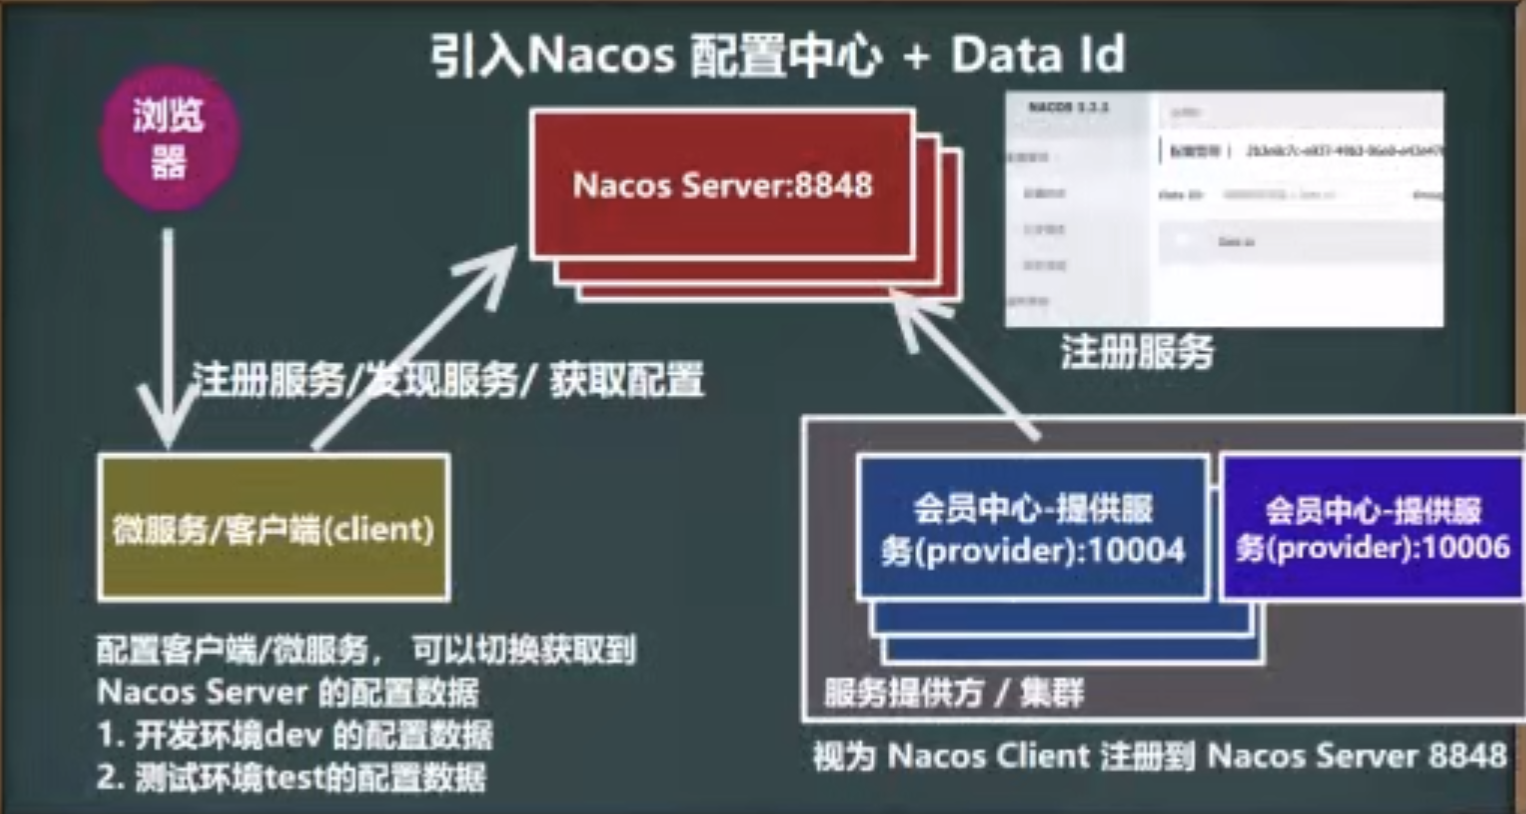 引入Nacos 配置中心 + Data Id
浏览
器
Nacos Server:8848
注册服务
注册服务/发现服务/ 获取配置
微服务/客户端(client)
会员中心-提供服
务(provider):10004
会员中心-提供服
务(provider):10006
服务提供方 / 集群
视为 Nacos Client 注册到 Nacos Server 8848
配置客户端/微服务， 可以切换获取到
Nacos Server 的配置数据
1. 开发环境dev 的配置数据
2. 测试环境test的配置数据